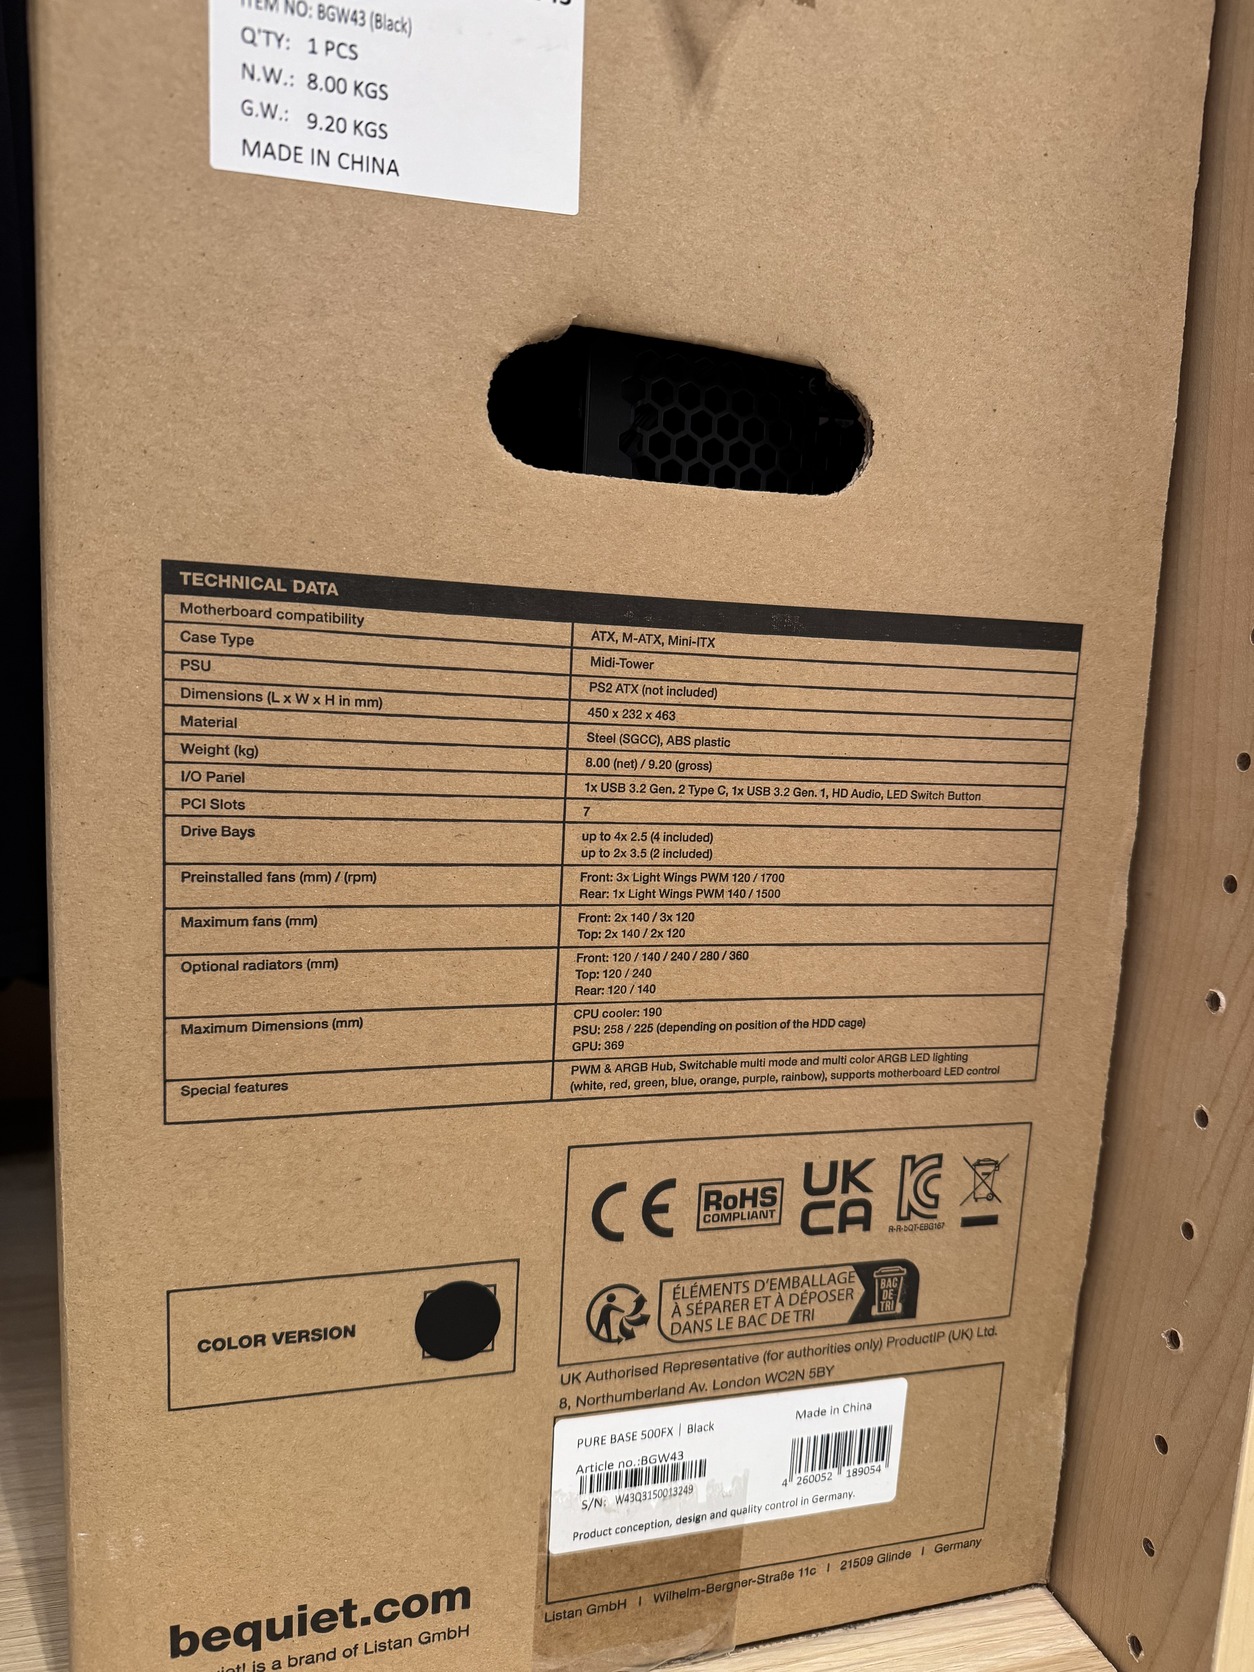 ITEM NO: BGW43 (Black)
Q'TY: 1 PCS
N.W.: 8.00 KGS
G.W.: 9.20 KGS
MADE IN CHINA
TECHNICAL DATA
Motherboard compatibility ATX, M-ATX, Mini-ITX
Case Type Midi-Tower
PSU PS2 ATX (not included)
Dimensions (L x W x H in mm) 450 x 232 x 463
Material Steel (SGCC), ABS plastic
Weight (kg) 8.00 (net) / 9.20 (gross)
I/O Panel 1x USB 3.2 Gen. 2 Type C, 1x USB 3.2 Gen. 1, HD Audio, LED Switch Button
PCI Slots 7
Drive Bays up to 4x 2.5 (4 included)
up to 2x 3.5 (2 included)
Preinstalled fans (mm) / (rpm) Front: 3x Light Wings PWM 120 / 1700
Rear: 1x Light Wings PWM 140 / 1500
Maximum fans (mm) Front: 2x 140 / 3x 120
Top: 2x 140 / 2x 120
Optional radiators (mm) Front: 120 / 140 / 240 / 280 / 360
Top: 120 / 240
Rear: 120 / 140
Maximum Dimensions (mm) CPU cooler: 190
PSU: 258 / 225 (depending on position of the HDD cage)
GPU: 369
Special features PWM & ARGB Hub, Switchable multi mode and multi color ARGB LED lighting
(white, red, green, blue, orange, purple, rainbow), supports motherboard LED control
CE
RoHS
COMPLIANT
UK
CA
R-R-bQT-EBG167
ÉLÉMENTS D'EMBALLAGE
À SÉPARER ET À DÉPOSER
DANS LE BAC DE TRI
BAC
DE
TRI
COLOR VERSION
UK Authorised Representative (for authorities only) ProductIP (UK) Ltd.
8, Northumberland Av. London WC2N 5BY
PURE BASE 500FX | Black
Made in China
Article no.:BGW43
S/N: W43Q3150013249
4 260052 189054
Product conception, design and quality control in Germany.
Listan GmbH | Wilhelm-Bergner-Straße 11c | 21509 Glinde | Germany
bequiet.com
quiet! is a brand of Listan GmbH